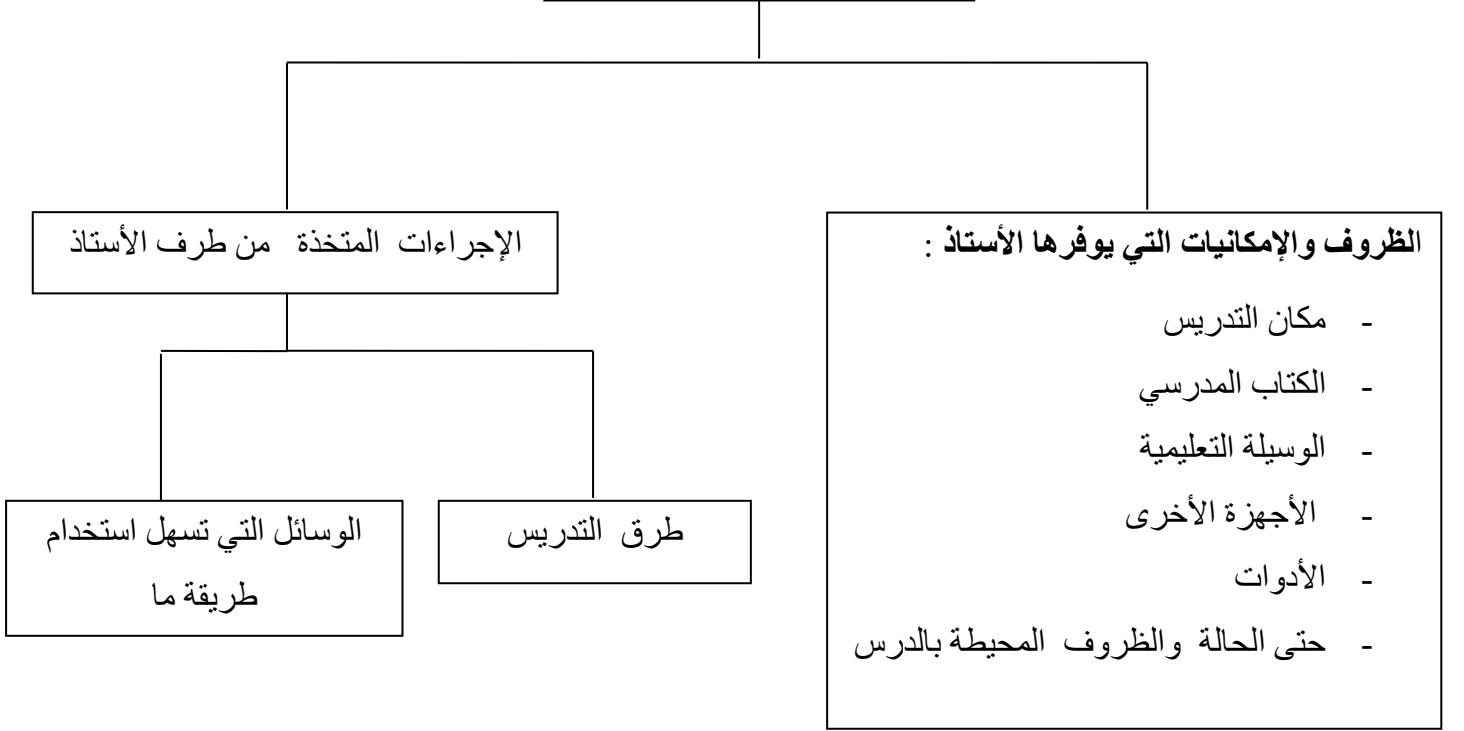 الظروف والإمكانيات التي يوفرها الأستاذ :
- مكان التدريس
- الكتاب المدرسي
- الوسيلة التعليمية
- الأجهزة الأخرى
- الأدوات
- حتى الحالة والظروف المحيطة بالدرس
الإجراءات المتخذة من طرف الأستاذ
طرق التدريس
الوسائل التي تسهل استخدام
طريقة ما